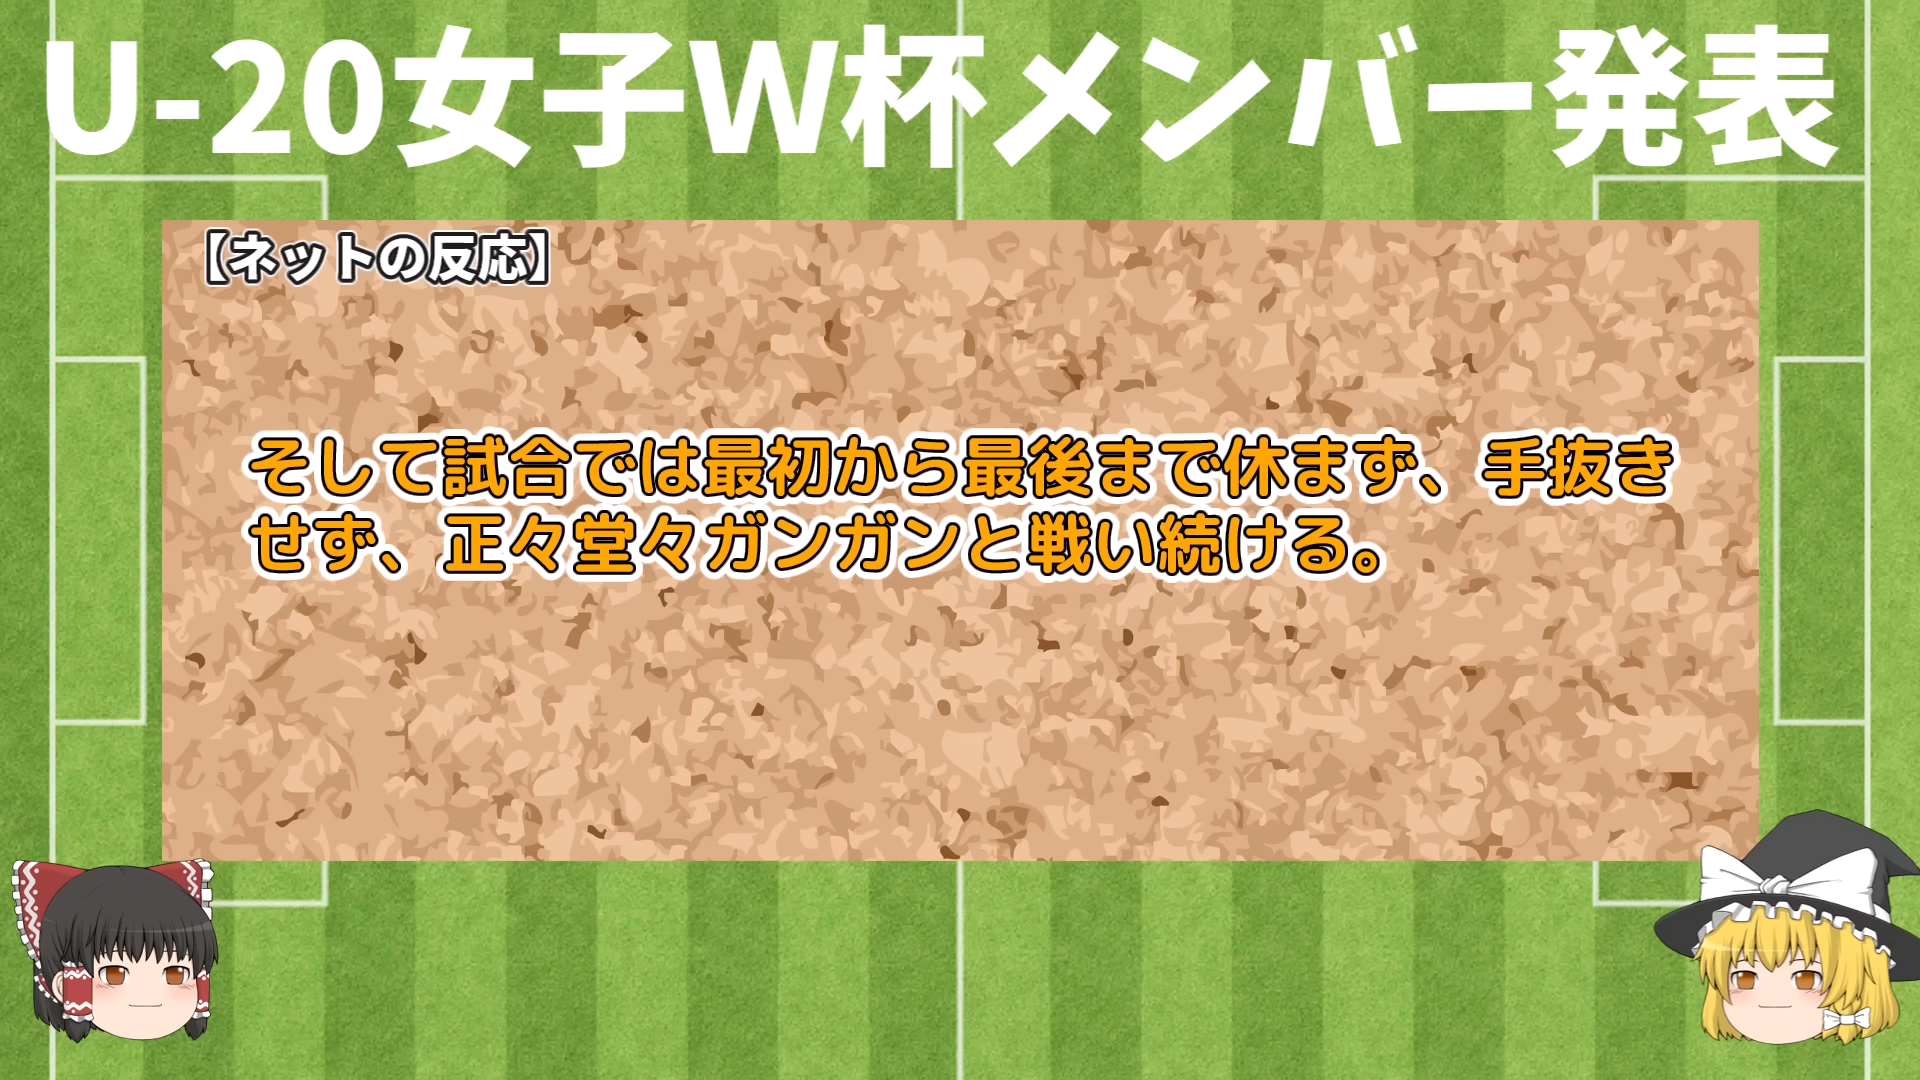 U-20女子W杯メンバー発表
【ネットの反応】
そして試合では最初から最後まで休まず、手抜き
せず、正々堂々ガンガンと戦い続ける。